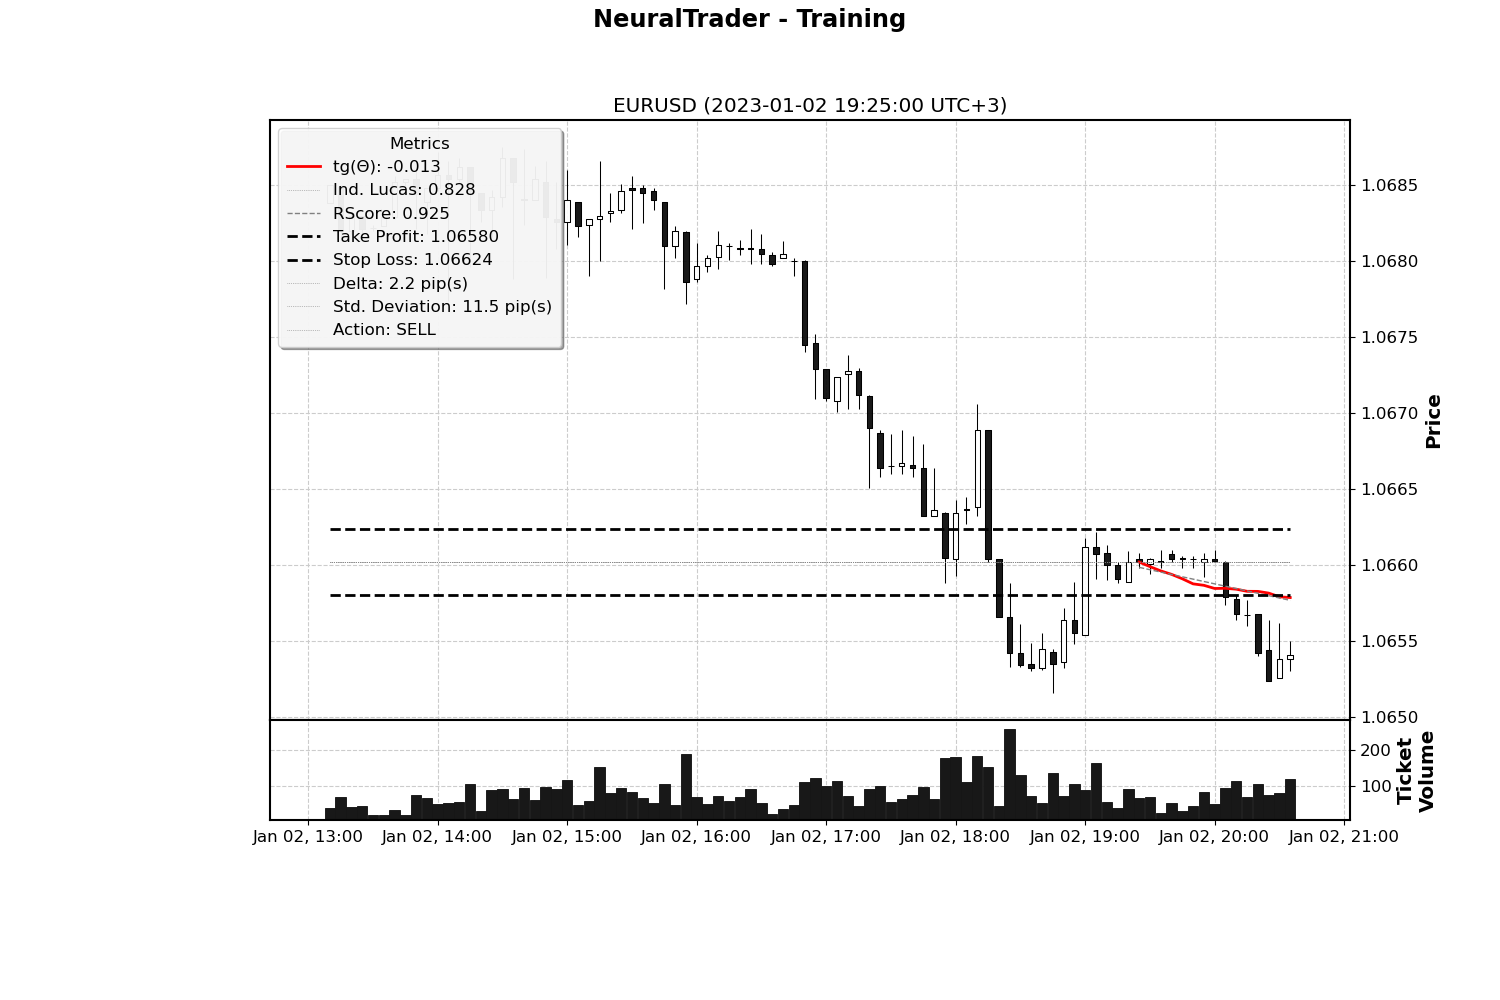 NeuralTrader - Training
EURUSD (2023-01-02 19:25:00 UTC+3)
Metrics
tg(Θ): -0.013
Ind. Lucas: 0.828
RScore: 0.925
Take Profit: 1.06580
Stop Loss: 1.06624
Delta: 2.2 pip(s)
Std. Deviation: 11.5 pip(s)
Action: SELL
1.0685
1.0680
1.0675
1.0670
1.0665
1.0660
1.0655
1.0650
Price
200
100
Ticket
Volume
Jan 02, 13:00
Jan 02, 14:00
Jan 02, 15:00
Jan 02, 16:00
Jan 02, 17:00
Jan 02, 18:00
Jan 02, 19:00
Jan 02, 20:00
Jan 02, 21:00